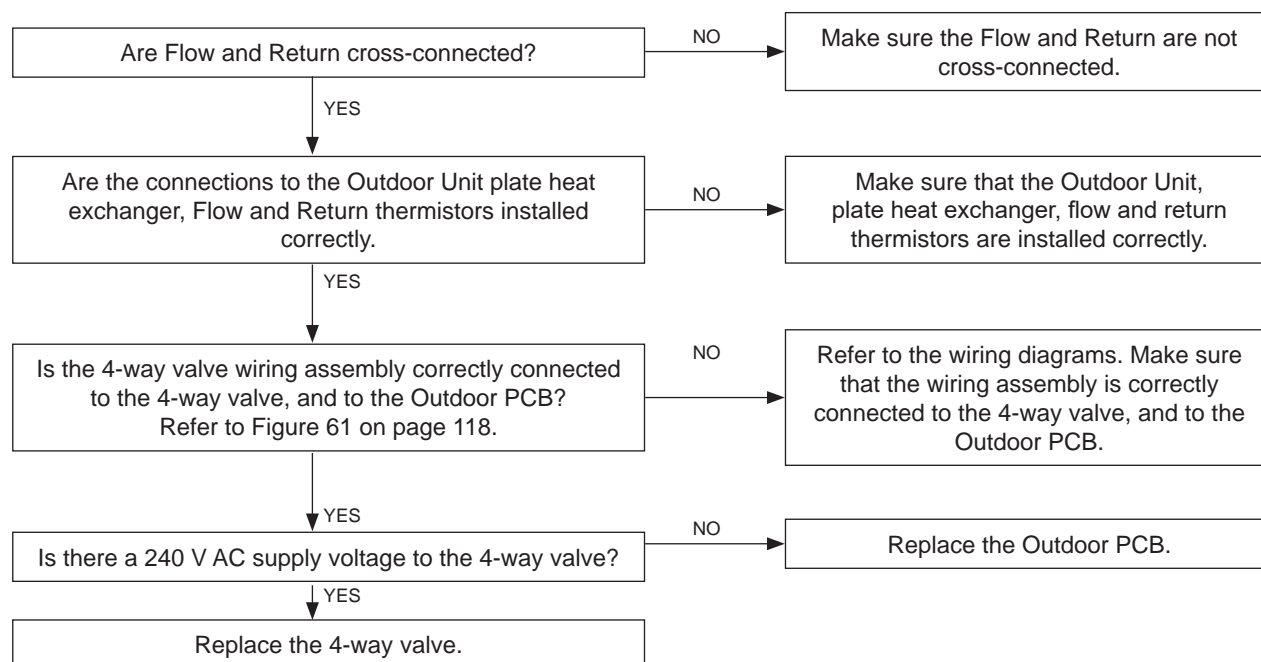 Are Flow and Return cross-connected?
NO
Make sure the Flow and Return are not
cross-connected.
YES
Are the connections to the Outdoor Unit plate heat
exchanger, Flow and Return thermistors installed
correctly.
NO
Make sure that the Outdoor Unit,
plate heat exchanger, flow and return
thermistors are installed correctly.
YES
Is the 4-way valve wiring assembly correctly connected
to the 4-way valve, and to the Outdoor PCB?
Refer to Figure 61 on page 118.
NO
Refer to the wiring diagrams. Make sure
that the wiring assembly is correctly
connected to the 4-way valve, and to the
Outdoor PCB.
YES
Is there a 240 V AC supply voltage to the 4-way valve?
NO
Replace the Outdoor PCB.
YES
Replace the 4-way valve.